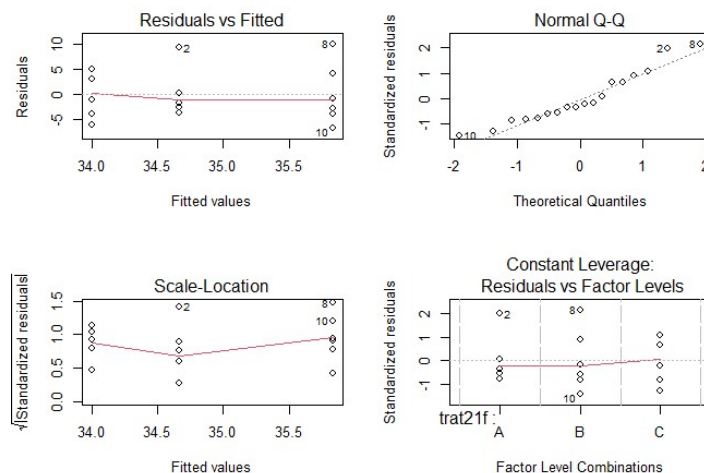 Residuals vs Fitted
Residuals
10
5
0
-5
2
8
10
34.0 34.5 35.0 35.5
Fitted values
Normal Q-Q
Standardized residuals
2
1
0
-1
10
2
8
-2 -1 0 1 2
Theoretical Quantiles
Scale-Location
√|Standardized residuals|
1.5
1.0
0.5
0.0
2
8
10
34.0 34.5 35.0 35.5
Fitted values
Constant Leverage:
Residuals vs Factor Levels
Standardized residuals
2
1
0
-1
2
8
10
trat21f :
A B C
Factor Level Combinations